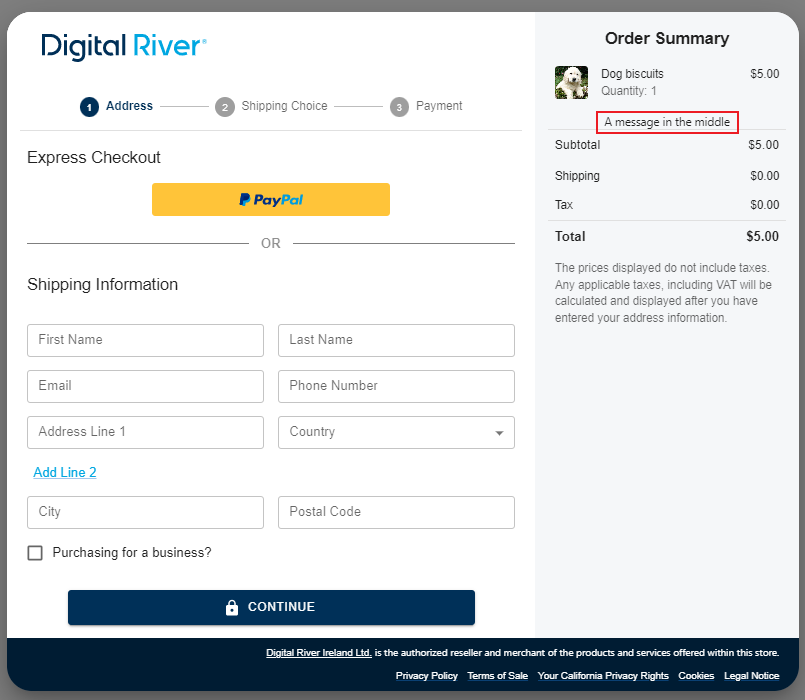 Digital River
1 Address
2 Shipping Choice
3 Payment
Express Checkout
PayPal
OR
Shipping Information
First Name
Last Name
Email
Phone Number
Address Line 1
Country
Add Line 2
City
Postal Code
Purchasing for a business?
CONTINUE
Order Summary
Dog biscuits $5.00
Quantity: 1
A message in the middle
Subtotal $5.00
Shipping $0.00
Tax $0.00
Total $5.00
The prices displayed do not include taxes.
Any applicable taxes, including VAT will be
calculated and displayed after you have
entered your address information.
Digital River Ireland Ltd. is the authorized reseller and merchant of the products and services offered within this store.
Privacy Policy Terms of Sale Your California Privacy Rights Cookies Legal Notice